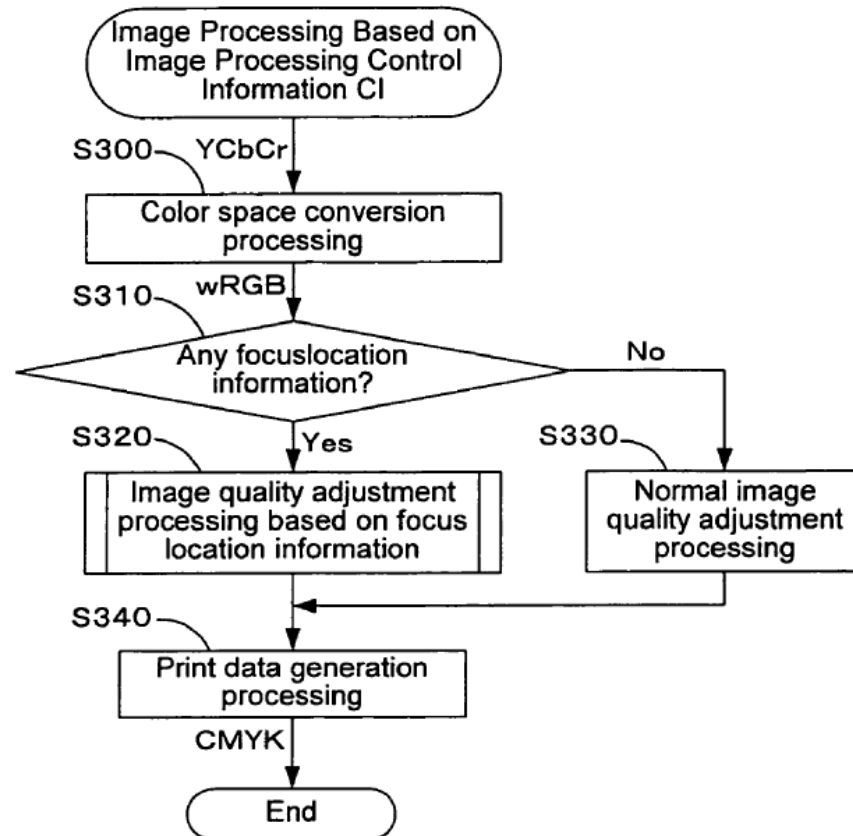 Image Processing Based on
Image Processing Control
Information CI
S300
YCbCr
Color space conversion
processing
wRGB
S310
Any focuslocation
information?
No
Yes
S320
S330
Image quality adjustment
processing based on focus
location information
Normal image
quality adjustment
processing
S340
Print data generation
processing
CMYK
End